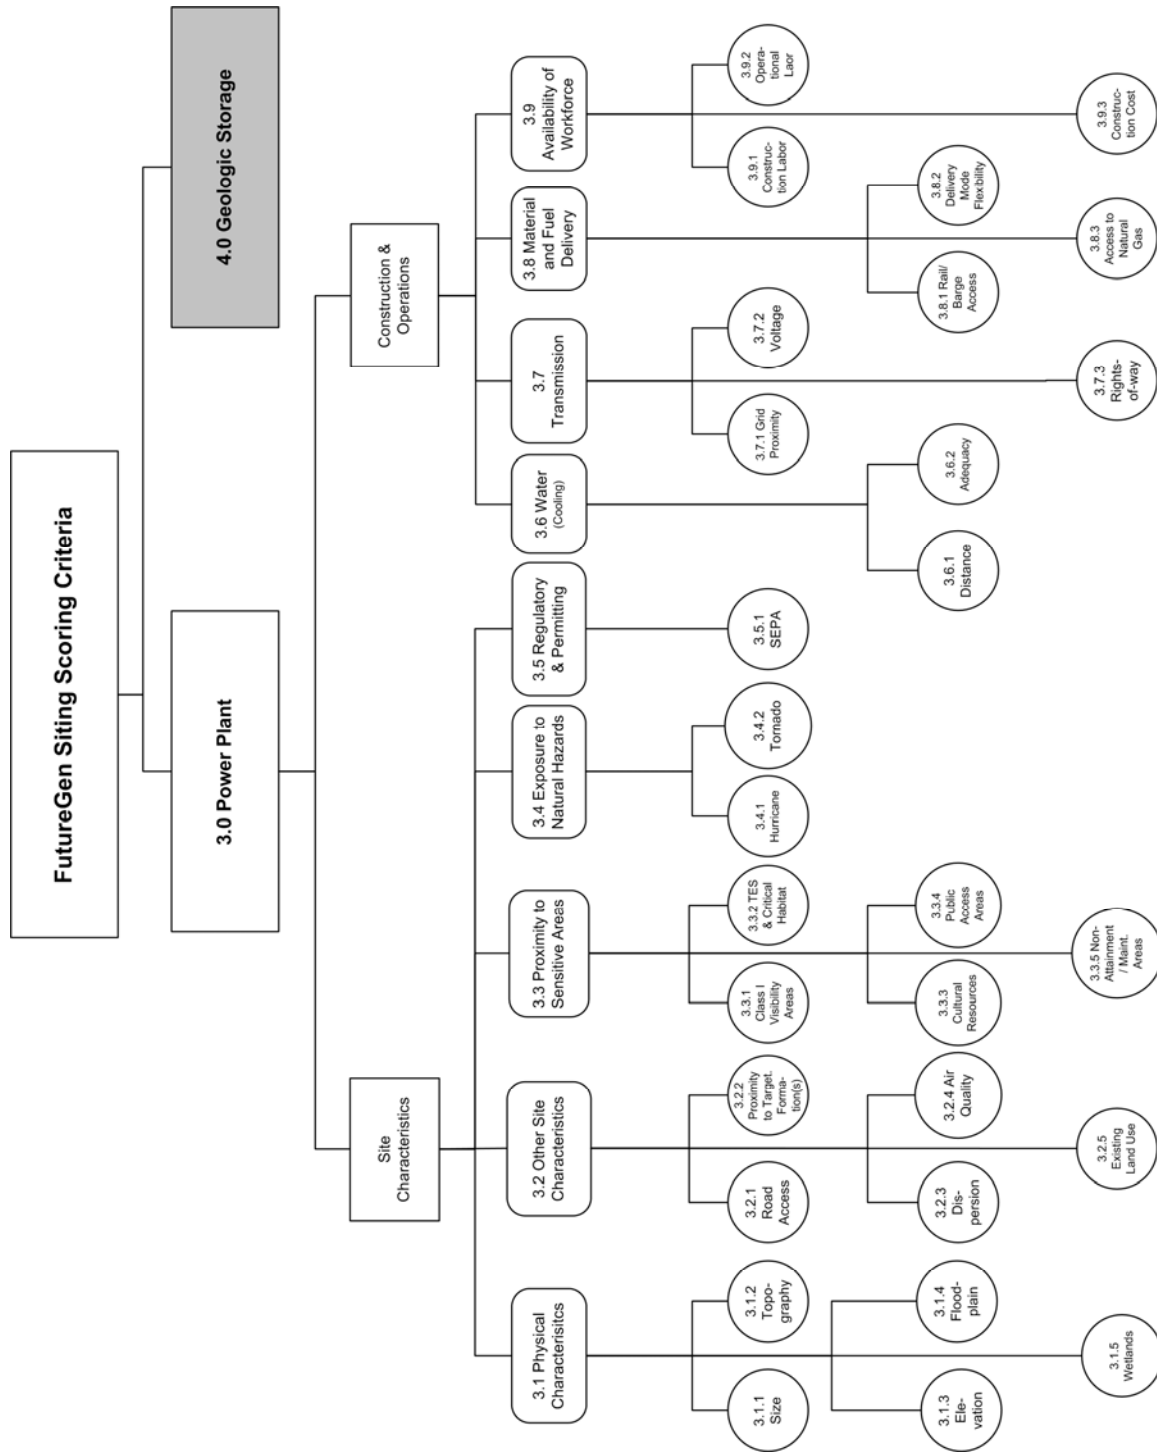 FutureGen Siting Scoring Criteria
3.0 Power Plant
4.0 Geologic Storage
Site
Characteristics
Construction &
Operations
3.1 Physical
Characterisitcs
3.2 Other Site
Characteristics
3.3 Proximity to
Sensitive Areas
3.4 Exposure to
Natural Hazards
3.5 Regulatory
& Permitting
3.6 Water
(Cooling)
3.7
Transmission
3.8 Material
and Fuel
Delivery
3.9
Availability of
Workforce
3.1.1
Size
3.1.2
Topo-
graphy
3.2.1
Road
Access
3.2.2
Proximity
to Target.
Forma-
tion(s)
3.3.1
Class I
Visibility
Areas
3.3.2 TES
& Critical
Habitat
3.4.1
Hurricane
3.4.2
Tornado
3.5.1
SEPA
3.7.1 Grid
Proximity
3.7.2
Voltage
3.9.1
Construc-
tion Labor
3.9.2
Opera-
tional
Laor
3.1.3
Ele-
vation
3.1.4
Flood-
plain
3.2.3
Dis-
persion
3.2.4 Air
Quality
3.3.3
Cultural
Resources
3.3.4
Public
Access
Areas
3.6.1
Distance
3.6.2
Adequacy
3.8.1 Rail/
Barge
Access
3.8.2
Delivery
Mode
Flexibility
3.1.5
Wetlands
3.2.5
Existing
Land Use
3.3.5 Non-
Attainment
/ Maint.
Areas
3.7.3
Rights-
of-way
3.8.3
Access to
Natural
Gas
3.9.3
Construc-
tion Cost